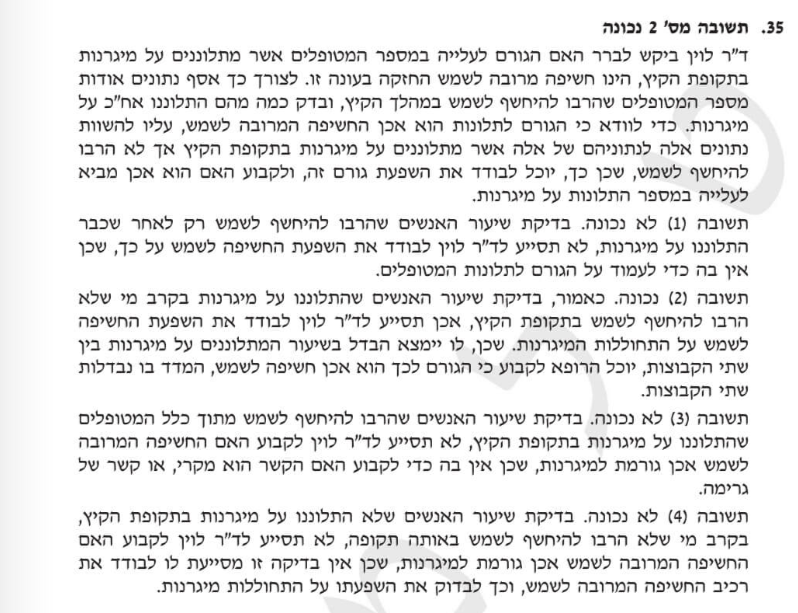 35. תשובה מס' 2 נכונה
ד"ר לוין ביקש לברר האם הגורם לעלייה במספר המטופלים אשר מתלוננים על מיגרנות
בתקופת הקיץ, הינו חשיפה מרובה לשמש החזקה בעונה זו. לצורך כך אסף נתונים אודות
מספר המטופלים שהרבו להיחשף לשמש במהלך הקיץ, ובדק כמה מהם התלוננו אח"כ על
מיגרנות. כדי לוודא כי הגורם לתלונות הוא אכן החשיפה המרובה לשמש, עליו להשוות
נתונים אלה לנתוניהם של אלה אשר מתלוננים על מיגרנות בתקופת הקיץ אך לא הרבו
להיחשף לשמש, שכן כך, יוכל לבודד את השפעת גורם זה, ולקבוע האם הוא אכן מביא
לעלייה במספר התלונות על מיגרנות.
תשובה (1) לא נכונה. בדיקת שיעור האנשים שהרבו להיחשף לשמש רק לאחר שכבר
התלוננו על מיגרנות, לא תסייע לד"ר לוין לבודד את השפעת החשיפה לשמש על כך, שכן
אין בה כדי לעמוד על הגורם לתלונות המטופלים.
תשובה (2) נכונה. כאמור, בדיקת שיעור האנשים שהתלוננו על מיגרנות בקרב מי שלא
הרבו להיחשף לשמש בתקופת הקיץ, אכן תסייע לד"ר לוין לבודד את השפעת החשיפה
לשמש על התחוללות המיגרנות. שכן, לו יימצא הבדל בשיעור המתלוננים על מיגרנות בין
שתי הקבוצות, יוכל הרופא לקבוע כי הגורם לכך הוא אכן חשיפה לשמש, המדד בו נבדלות
שתי הקבוצות.
תשובה (3) לא נכונה. בדיקת שיעור האנשים שהרבו להיחשף לשמש מתוך כלל המטופלים
שהתלוננו על מיגרנות בתקופת הקיץ, לא תסייע לד"ר לוין לקבוע האם החשיפה המרובה
לשמש אכן גורמת למיגרנות, שכן אין בה כדי לקבוע האם הקשר הוא מקרי, או קשר של
גרימה.
תשובה (4) לא נכונה. בדיקת שיעור האנשים שלא התלוננו על מיגרנות בתקופת הקיץ,
בקרב מי שלא הרבו להיחשף לשמש באותה תקופה, לא תסייע לד"ר לוין לקבוע האם
החשיפה המרובה לשמש אכן גורמת למיגרנות, שכן אין בדיקה זו מסייעת לו לבודד את
רכיב החשיפה המרובה לשמש, וכך לבדוק את השפעתו על התחוללות מיגרנות.